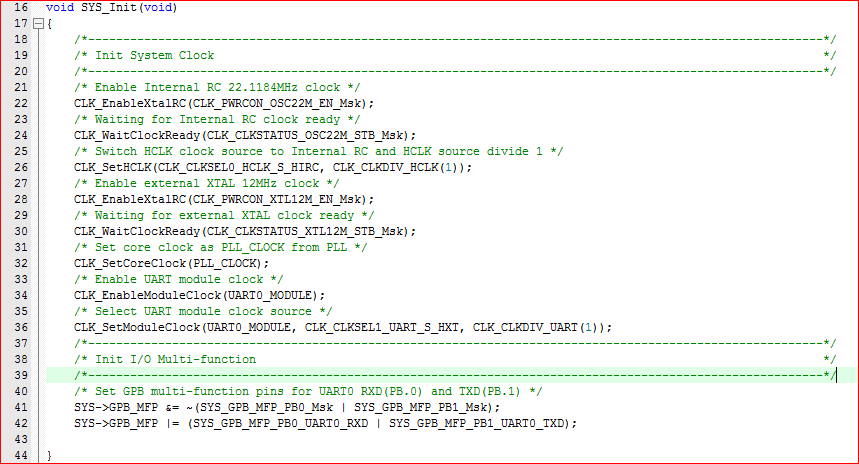 16 void SYS_Init(void)
17 {
18 /*---------------------------------------------------------------------------------------------------------*/
19 /* Init System Clock */
20 /*---------------------------------------------------------------------------------------------------------*/
21 /* Enable Internal RC 22.1184MHz clock */
22 CLK_EnableXtalRC(CLK_PWRCON_OSC22M_EN_Msk);
23 /* Waiting for Internal RC clock ready */
24 CLK_WaitClockReady(CLK_CLKSTATUS_OSC22M_STB_Msk);
25 /* Switch HCLK clock source to Internal RC and HCLK source divide 1 */
26 CLK_SetHCLK(CLK_CLKSEL0_HCLK_S_HIRC, CLK_CLKDIV_HCLK(1));
27 /* Enable external XTAL 12MHz clock */
28 CLK_EnableXtalRC(CLK_PWRCON_XTL12M_EN_Msk);
29 /* Waiting for external XTAL clock ready */
30 CLK_WaitClockReady(CLK_CLKSTATUS_XTL12M_STB_Msk);
31 /* Set core clock as PLL_CLOCK from PLL */
32 CLK_SetCoreClock(PLL_CLOCK);
33 /* Enable UART module clock */
34 CLK_EnableModuleClock(UART0_MODULE);
35 /* Select UART module clock source */
36 CLK_SetModuleClock(UART0_MODULE, CLK_CLKSEL1_UART_S_HXT, CLK_CLKDIV_UART(1));
37 /*---------------------------------------------------------------------------------------------------------*/
38 /* Init I/O Multi-function */
39 /*---------------------------------------------------------------------------------------------------------*/
40 /* Set GPB multi-function pins for UART0 RXD(PB.0) and TXD(PB.1) */
41 SYS->GPB_MFP &= ~(SYS_GPB_MFP_PB0_Msk | SYS_GPB_MFP_PB1_Msk);
42 SYS->GPB_MFP |= (SYS_GPB_MFP_PB0_UART0_RXD | SYS_GPB_MFP_PB1_UART0_TXD);
43
44 }